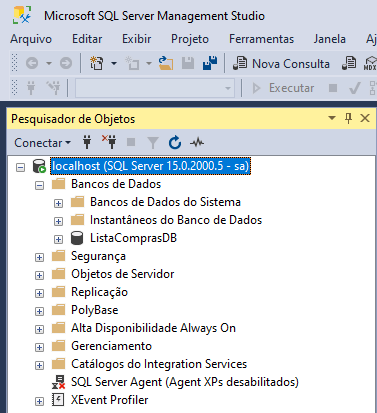 Microsoft SQL Server Management Studio
Arquivo Editar Exibir Projeto Ferramentas Janela
Nova Consulta
Executar
Pesquisador de Objetos
Conectar
localhost (SQL Server 15.0.2000.5 - sa)
Bancos de Dados
Bancos de Dados do Sistema
Instantâneos do Banco de Dados
ListaComprasDB
Segurança
Objetos de Servidor
Replicação
PolyBase
Alta Disponibilidade Always On
Gerenciamento
Catálogos do Integration Services
SQL Server Agent (Agent XPs desabilitados)
XEvent Profiler